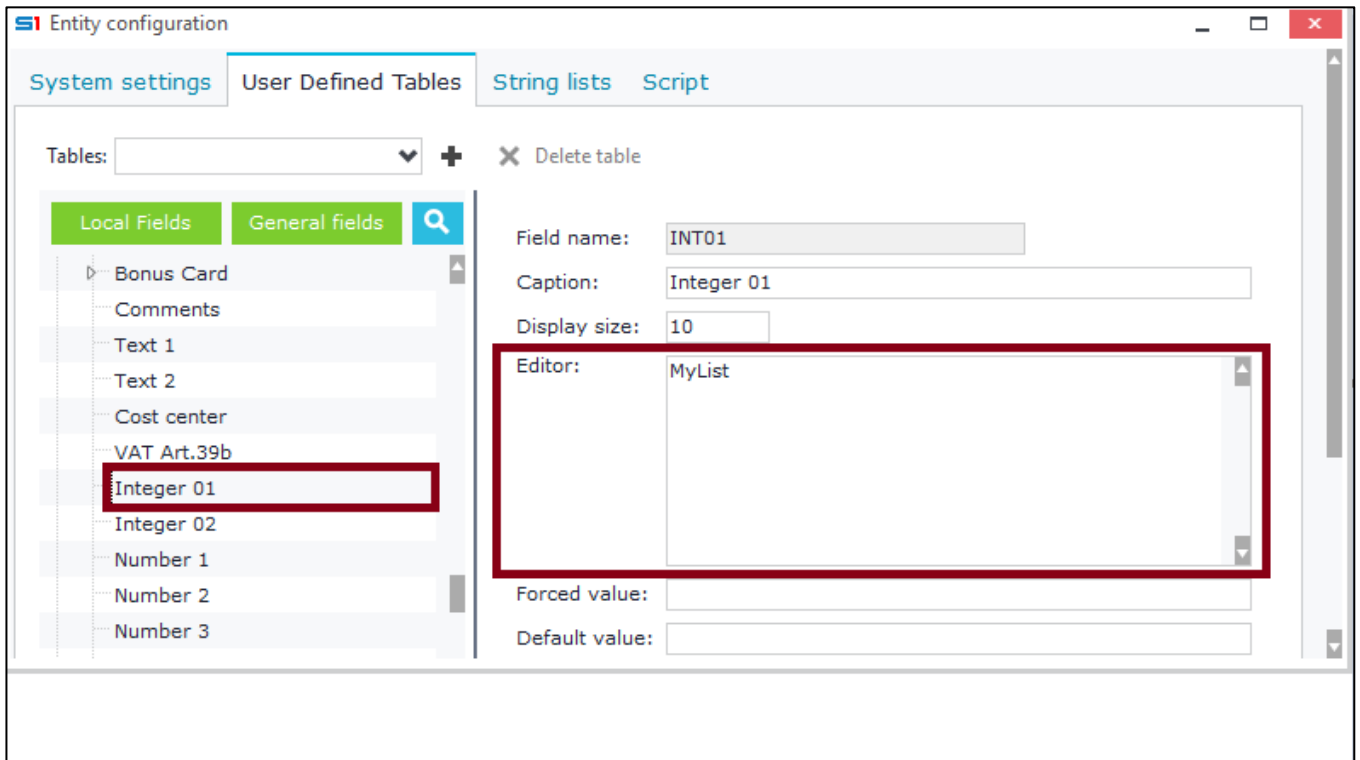 S1 Entity configuration
System settings User Defined Tables String lists Script
Tables: Delete table
Local Fields General fields
Bonus Card
Comments
Text 1
Text 2
Cost center
VAT Art.39b
Integer 01
Integer 02
Number 1
Number 2
Number 3
Field name: INT01
Caption: Integer 01
Display size: 10
Editor: MyList
Forced value:
Default value: